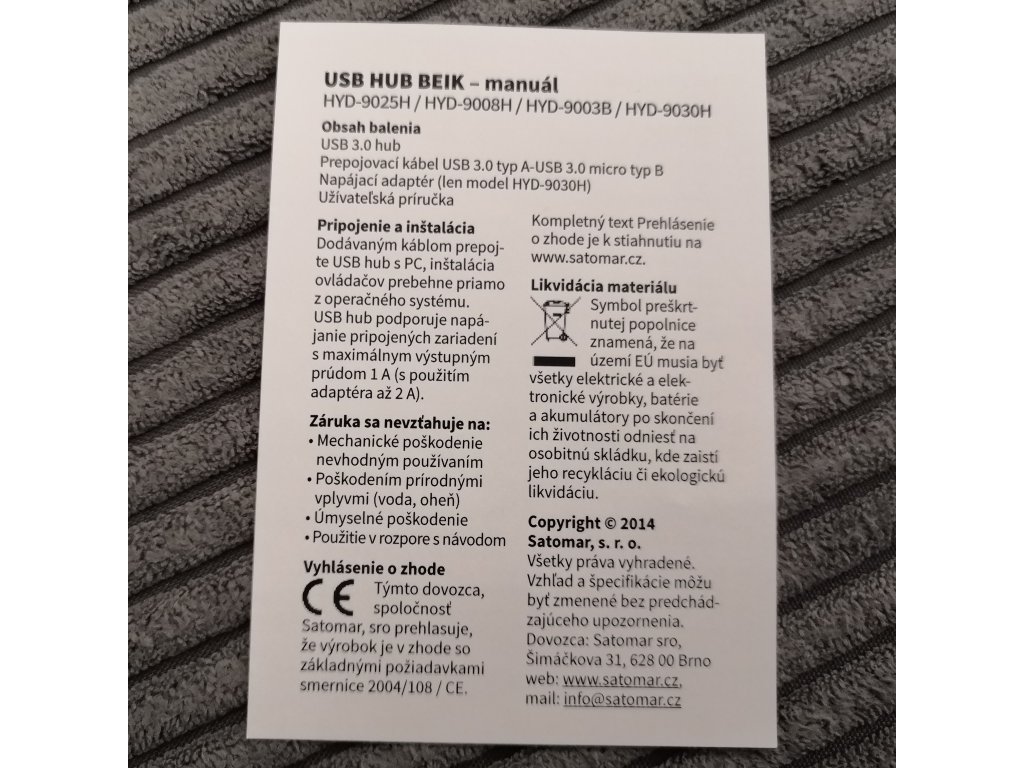 USB HUB BEIK – manuál
HYD-9025H / HYD-9008H / HYD-9003B / HYD-9030H
Obsah balenia
USB 3.0 hub
Prepojovací kábel USB 3.0 typ A-USB 3.0 micro typ B
Napájací adaptér (len model HYD-9030H)
Užívateľská príručka
Pripojenie a inštalácia
Dodávaným káblom prepoj-
te USB hub s PC, inštalácia
ovládačov prebehne priamo
z operačného systému.
USB hub podporuje napá-
janie pripojených zariadení
s maximálnym výstupným
prúdom 1 A (s použitím
adaptéra až 2 A).
Záruka sa nevzťahuje na:
• Mechanické poškodenie
nevhodným používaním
• Poškodením prírodnými
vplyvmi (voda, oheň)
• Úmyselné poškodenie
• Použitie v rozpore s návodom
Vyhlásenie o zhode
CE Týmto dovozca,
spoločnosť
Satomar, sro prehlasuje,
že výrobok je v zhode so
základnými požiadavkami
smernice 2004/108 / CE.
Kompletný text Prehlásenie
o zhode je k stiahnutiu na
www.satomar.cz.
Likvidácia materiálu
Symbol preškrt-
nutej popolnice
znamená, že na
území EÚ musia byť
všetky elektrické a elek-
tronické výrobky, batérie
a akumulátory po skončení
ich životnosti odniesť na
osobitnú skládku, kde zaistí
jeho recykláciu či ekologickú
likvidáciu.
Copyright © 2014
Satomar, s. r. o.
Všetky práva vyhradené.
Vzhľad a špecifikácie môžu
byť zmenené bez predchád-
zajúceho upozornenia.
Dovozca: Satomar sro,
Šimáčkova 31, 628 00 Brno
web: www.satomar.cz,
mail: info@satomar.cz